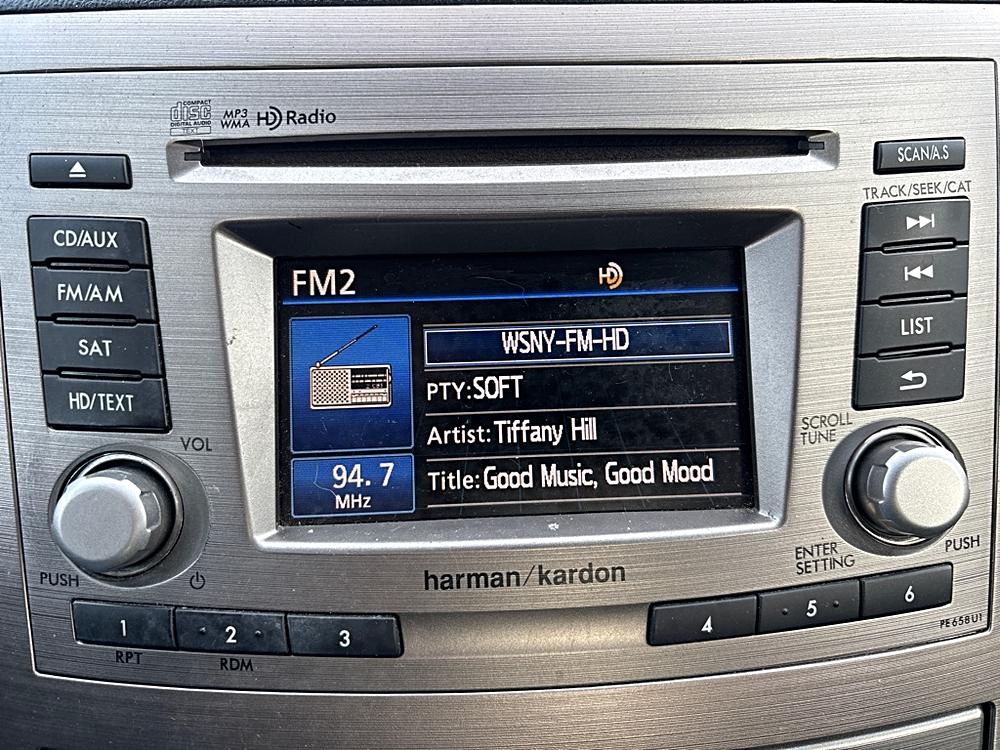 COMPACT
disc
DIGITAL AUDIO
TEXT
MP3
WMA
HD Radio
SCAN/A.S
TRACK/SEEK/CAT
CD/AUX
FM/AM
SAT
HD/TEXT
LIST
FM2
HD
WSNY-FM-HD
PTY:SOFT
Artist:Tiffany Hill
Title:Good Music, Good Mood
94.7
MHz
VOL
PUSH
SCROLL
TUNE
ENTER
SETTING
PUSH
harman/kardon
1
2
3
4
5
6
RPT
RDM
PE658U1